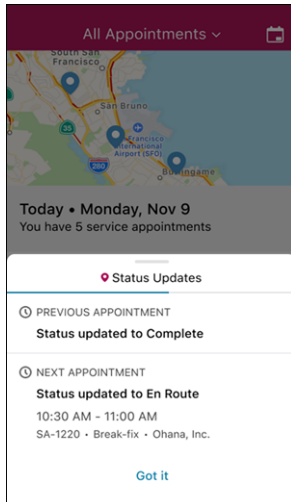 All Appointments
South San
Francisco
San Bruno
35
Francisco
International
Airport (SFO)
280
Burlingame
Today • Monday, Nov 9
You have 5 service appointments
Status Updates
PREVIOUS APPOINTMENT
Status updated to Complete
NEXT APPOINTMENT
Status updated to En Route
10:30 AM - 11:00 AM
SA-1220 • Break-fix • Ohana, Inc.
Got it